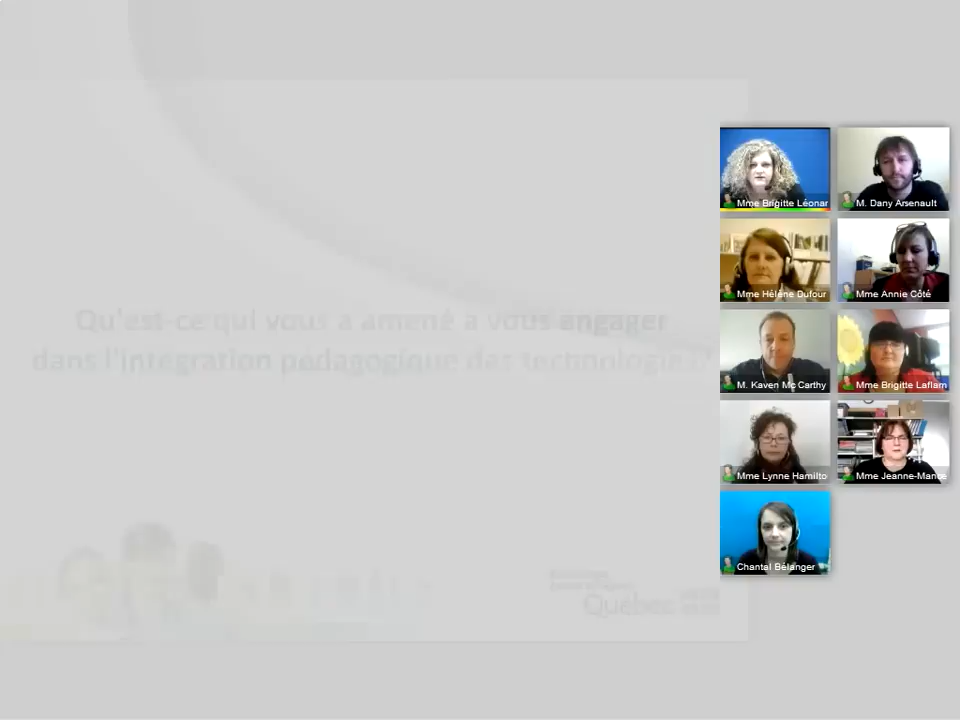 Qu'est-ce qui vous a amené à vous engager
dans l'intégration pédagogique des technologies?
Mme Brigitte Léonar
M. Dany Arsenault
Mme Hélène Dufour
Mme Annie Côté
M. Kaven Mc Carthy
Mme Brigitte Laflam
Mme Lynne Hamilto
Mme Jeanne-Mance
Chantal Bélanger
Québec